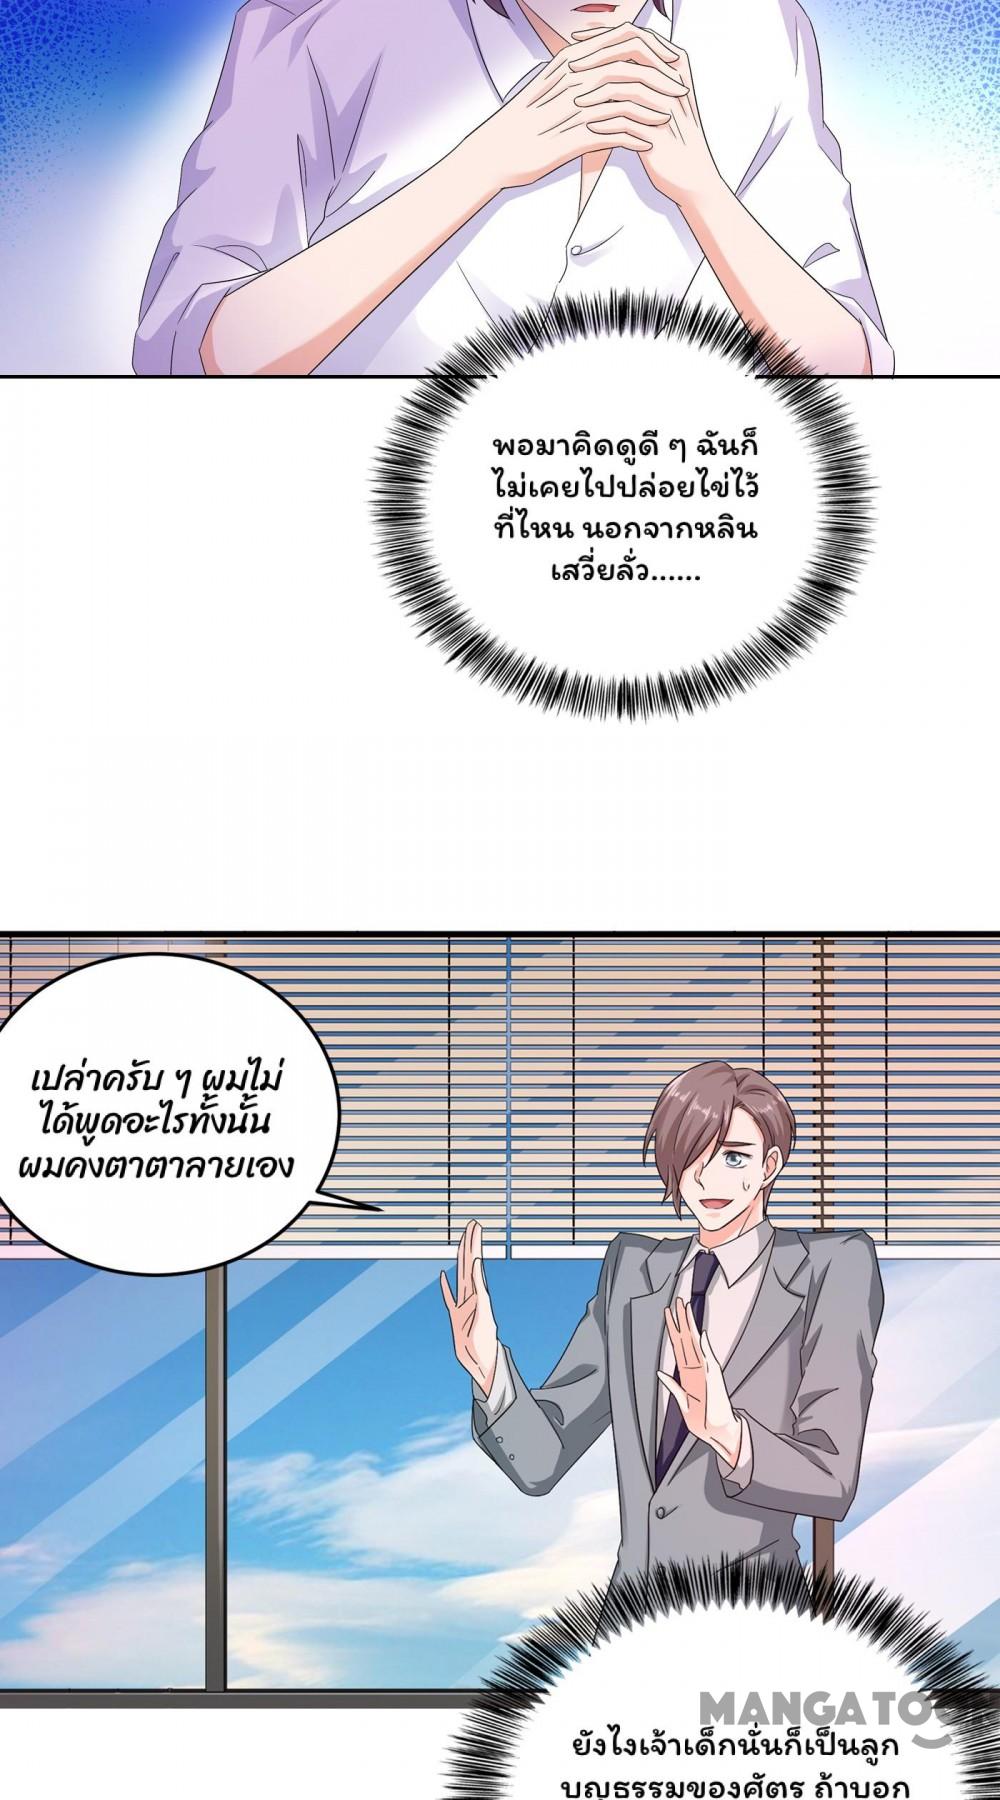 พอมาคิดดูดี ๆ ฉันก็
ไม่เคยไปปล่อยไข่ไว้
ที่ไหน นอกจากหลิน
เสวี่ยลั่ว......
เปล่าครับ ๆ ผมไม่
ได้พูดอะไรทั้งนั้น
ผมคงตาตาลายเอง
MANGATOON
ยังไงเจ้าเด็กนั่นก็เป็นลูก
บุญธรรมของศัตรู ถ้าบอก